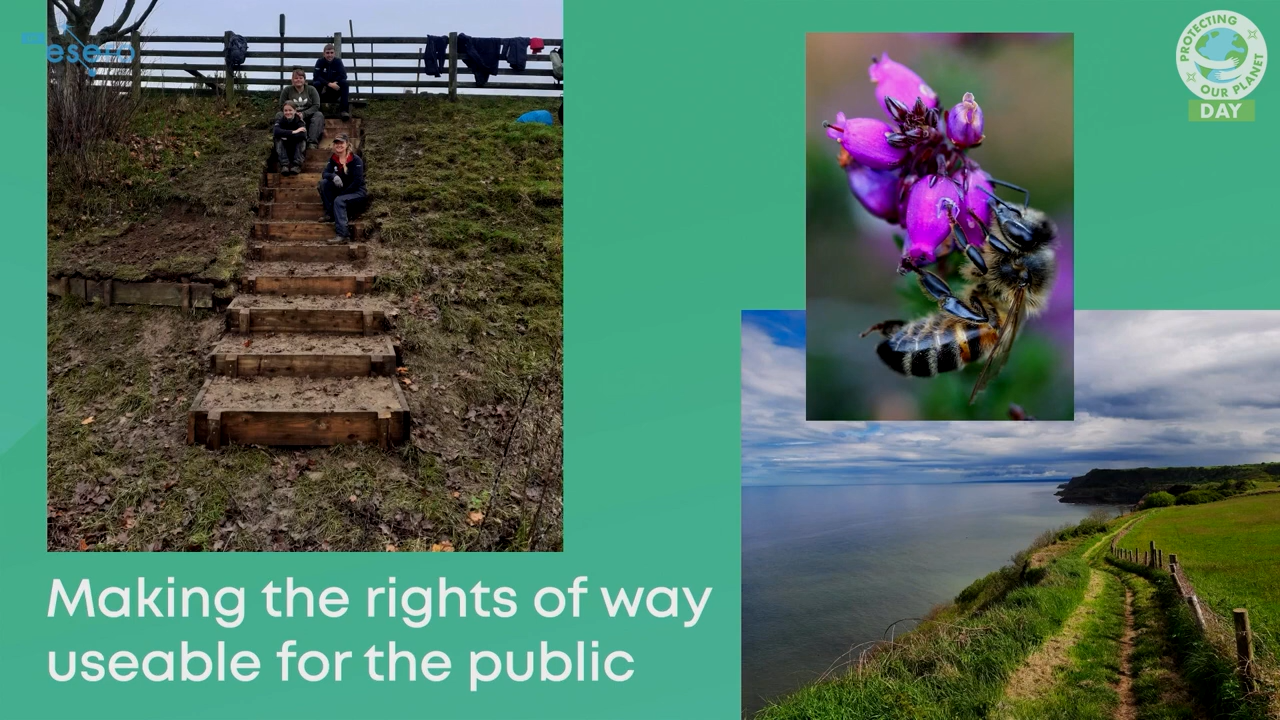 esero
PROTECTING
OUR PLANET
DAY
Making the rights of way
useable for the public